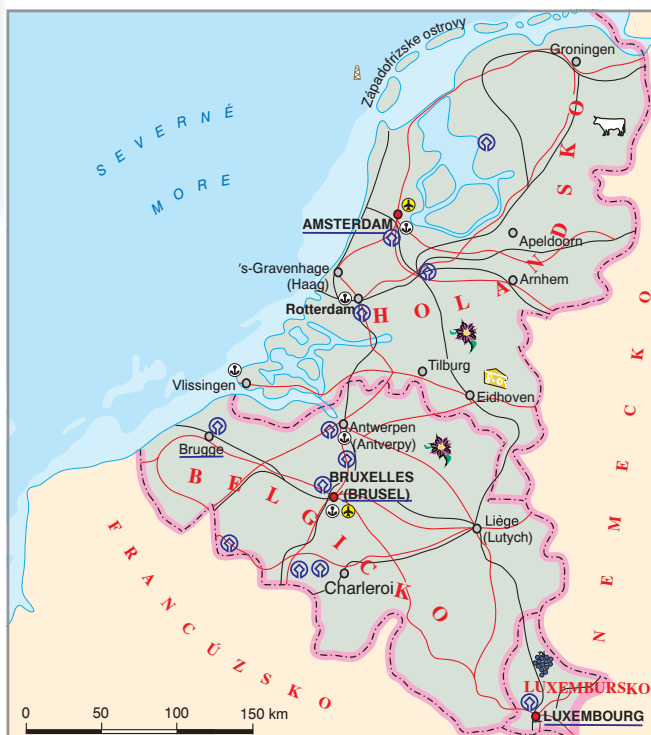 Západofrízske ostrovy
Groningen
SEVERNÉ
MORE
AMSTERDAM
Apeldoorn
's-Gravenhage
(Haag)
Arnhem
Rotterdam
HOLANDSKO
Tilburg
Vlissingen
Eidhoven
Antwerpen
(Antverpy)
Brugge
BRUXELLES
(BRUSEL)
BELGICKO
Liège
(Lutych)
Charleroi
FRANCÚZSKO
NEMECKO
LUXEMBURSKO
LUXEMBOURG
0 50 100 150 km